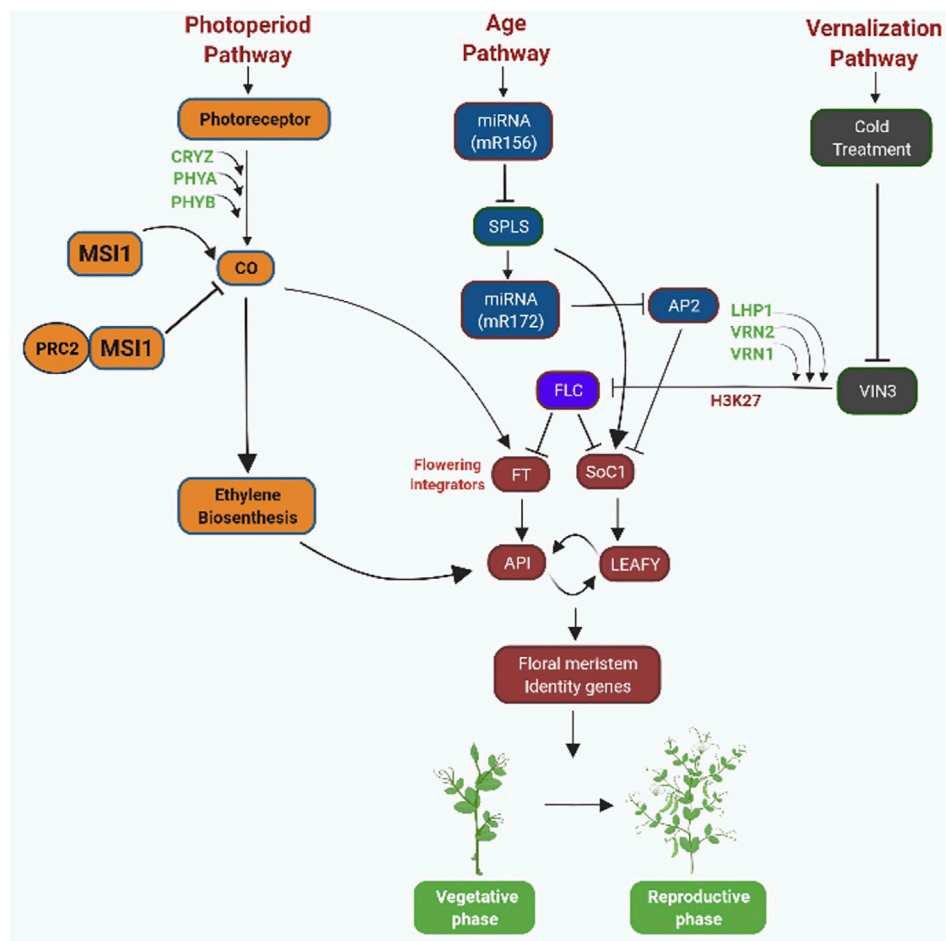 Photoperiod
Pathway
Age
Pathway
Vernalization
Pathway
Photoreceptor
miRNA
(mR156)
Cold
Treatment
CRYZ
PHYA
PHYB
SPLS
MSI1
CO
miRNA
(mR172)
AP2
LHP1
VRN2
VRN1
PRC2
MSI1
FLC
H3K27
VIN3
Flowering
Integrators
FT
SoC1
Ethylene
Biosenthesis
API
LEAFY
Floral meristem
Identity genes
Vegetative
phase
Reproductive
phase